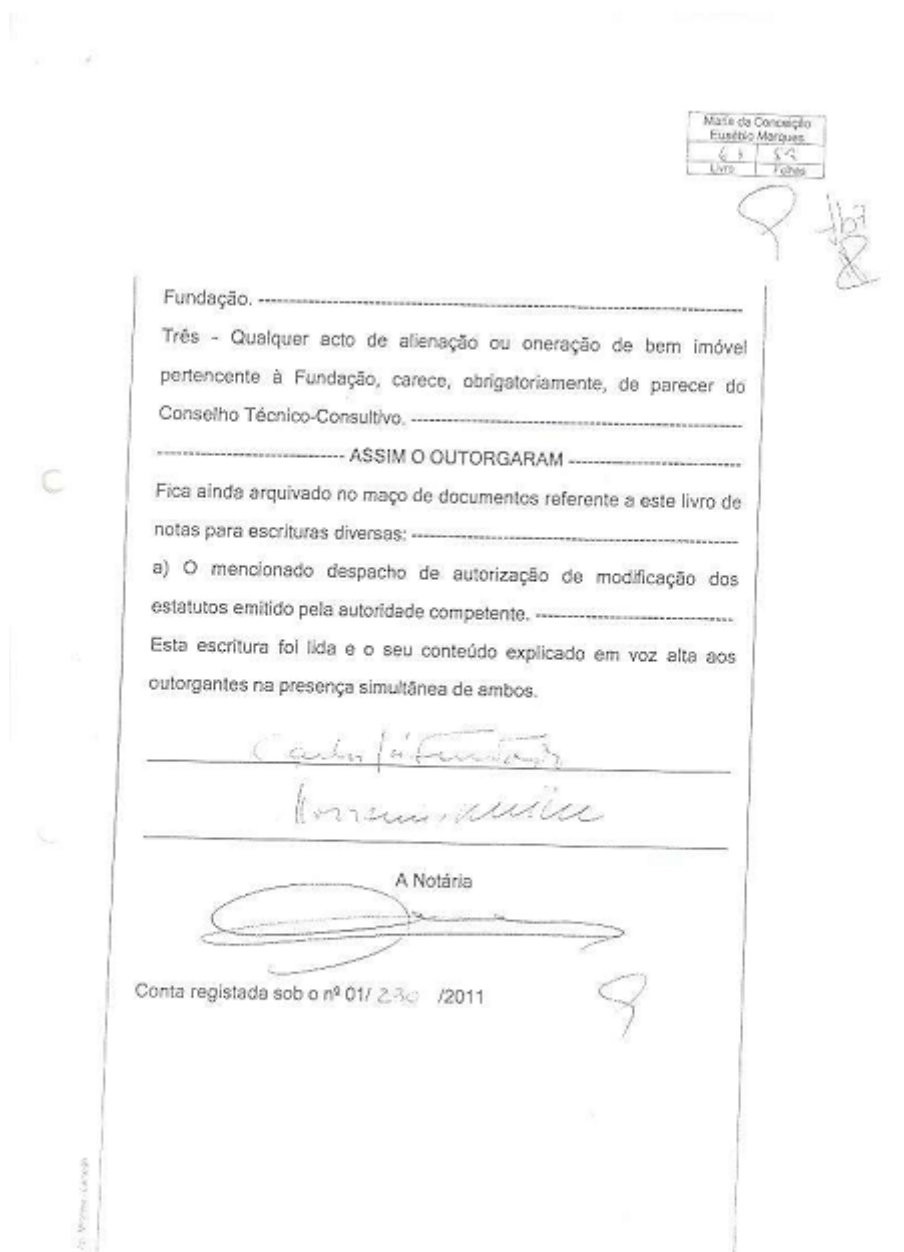 Maria da Conceição
Eusébio Marques
Livro Folhas
Fundação. ------------------------------------------------------------
Três - Qualquer acto de alienação ou oneração de bem imóvel
pertencente à Fundação, carece, obrigatoriamente, de parecer do
Conselho Técnico-Consultivo. ------------------------------------------
------------------------ ASSIM O OUTORGARAM ----------------------
Fica ainda arquivado no maço de documentos referente a este livro de
notas para escrituras diversas: ------------------------------------------
a) O mencionado despacho de autorização de modificação dos
estatutos emitido pela autoridade competente. -------------------------
Esta escritura foi lida e o seu conteúdo explicado em voz alta aos
outorgantes na presença simultânea de ambos.
A Notária
Conta registada sob o nº 01/ 230 /2011